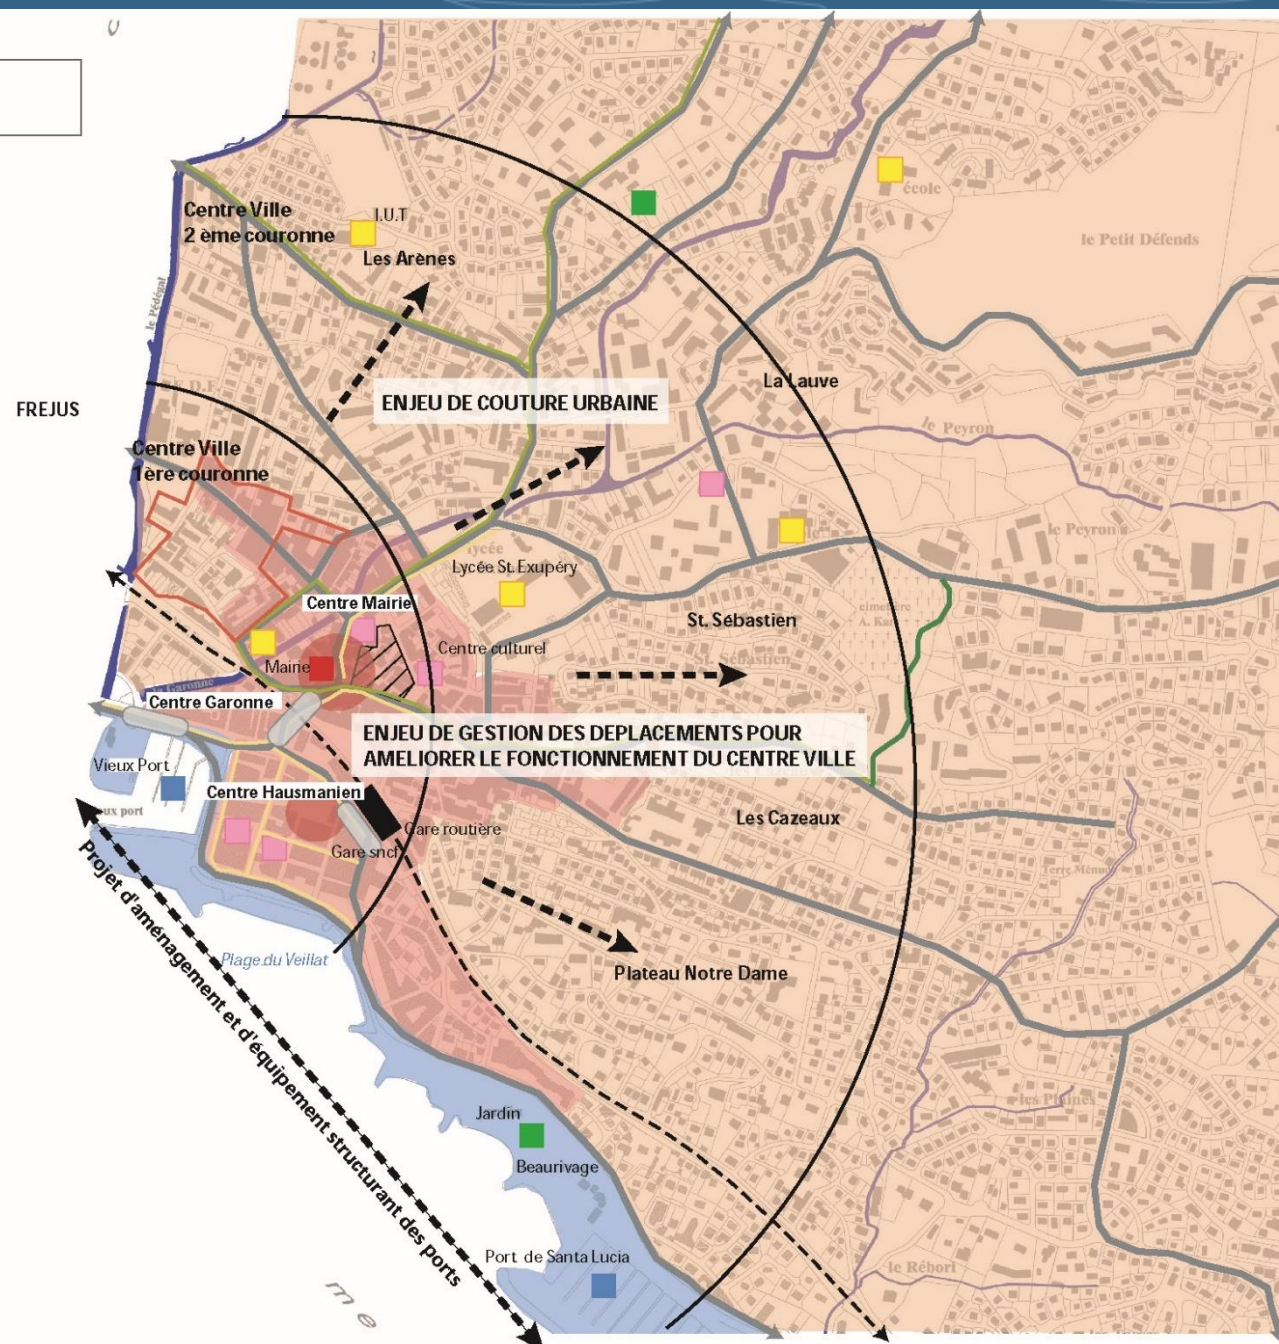 I.U.T
Centre Ville
2 ème couronne
Les Arènes
école
le Petit Défends
le Pédégal
ENJEU DE COUTURE URBAINE
La Lauve
FREJUS
le Peyron
Centre Ville
1ère couronne
le Peyron
lycée
Lycée St. Exupéry
Centre Mairie
St. Sébastien
cimetière
Centre culturel
Mairie
la Garonne
Centre Garonne
ENJEU DE GESTION DES DEPLACEMENTS POUR
AMELIORER LE FONCTIONNEMENT DU CENTRE VILLE
Vieux Port
Centre Hausmanien
Les Cazeaux
Gare routière
Gare sncf
Projet d'aménagement et d'équipement structurant des ports
Plage du Veillat
Plateau Notre Dame
les Plaines
Jardin
Beaurivage
Port de Santa Lucia
le Rébori
m e